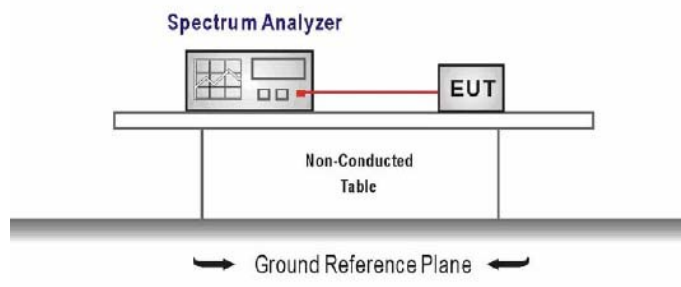 Spectrum Analyzer
EUT
Non-Conducted
Table
Ground Reference Plane